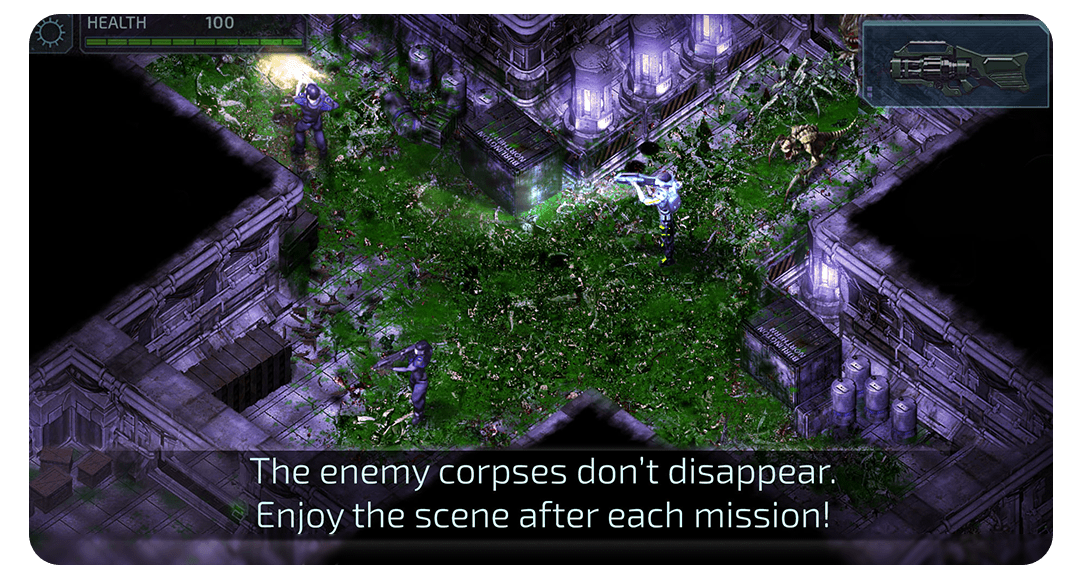 HEALTH 100
The enemy corpses don't disappear.
Enjoy the scene after each mission!